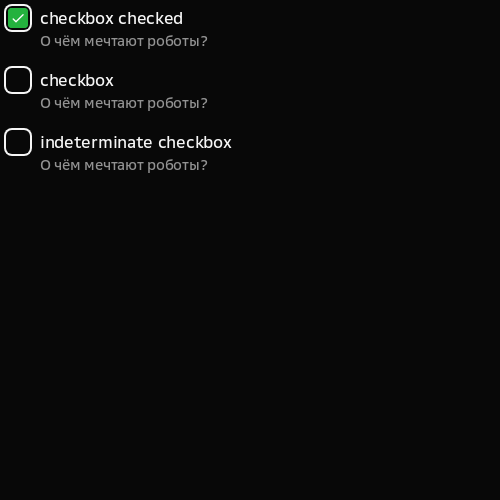 checkbox checked
О чём мечтают роботы?
checkbox
О чём мечтают роботы?
indeterminate checkbox
О чём мечтают роботы?